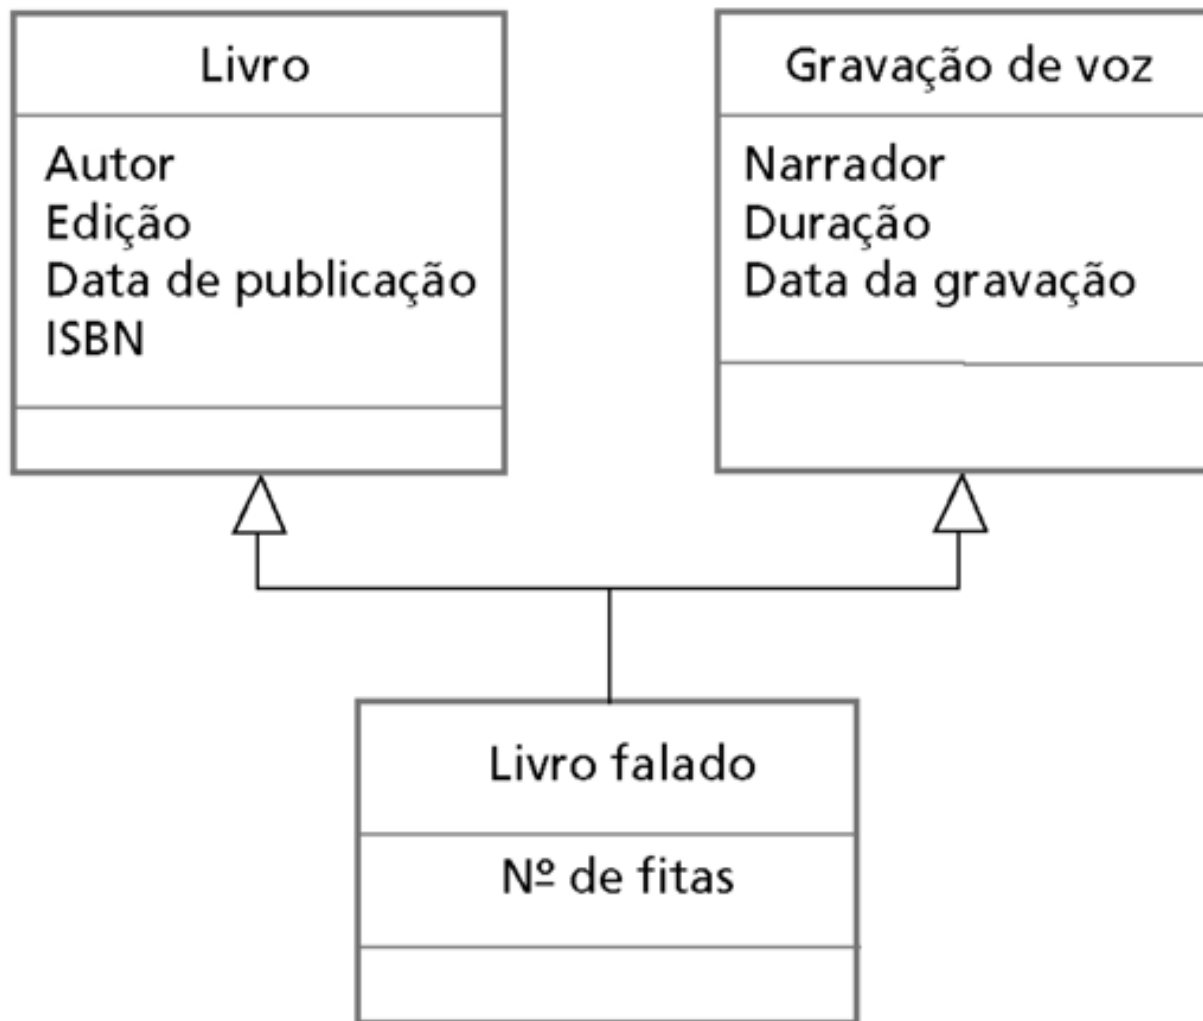 Livro
Autor
Edição
Data de publicação
ISBN
Gravação de voz
Narrador
Duração
Data da gravação
Livro falado
Nº de fitas